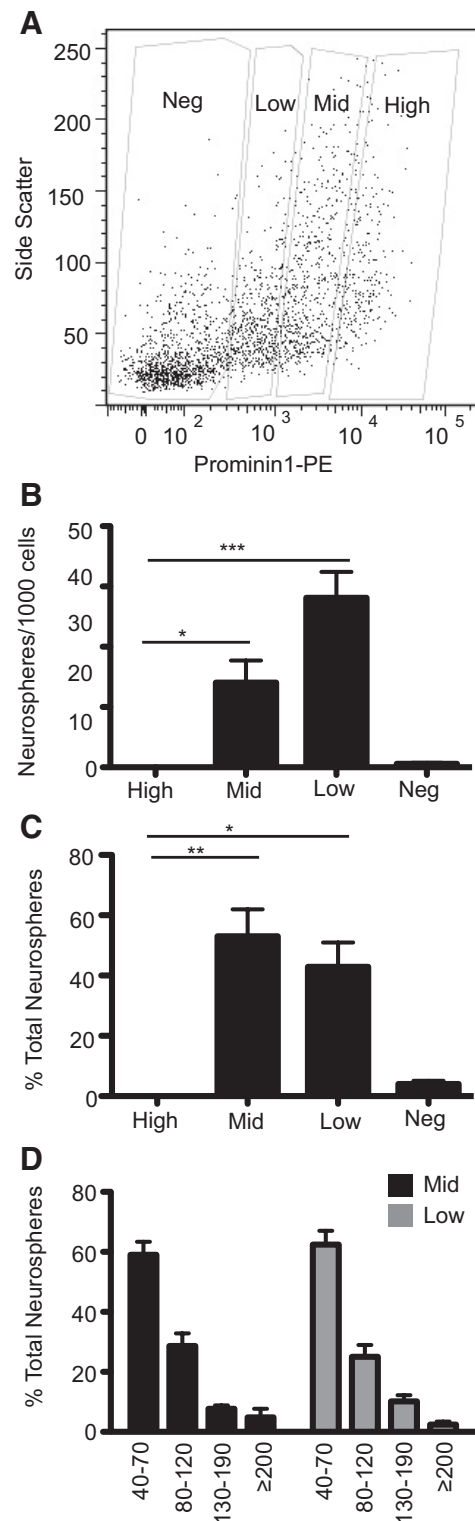 A
Side Scatter
250
200
150
100
50
Neg
Low
Mid
High
0 10^2 10^3 10^4 10^5
Prominin1-PE
B
Neurospheres/1000 cells
50
40
30
20
10
0
***
*
High Mid Low Neg
C
% Total Neurospheres
80
60
40
20
0
*
**
High Mid Low Neg
D
% Total Neurospheres
80
60
40
20
0
Mid
Low
40-70 80-120 130-190 ≥200 40-70 80-120 130-190 ≥200